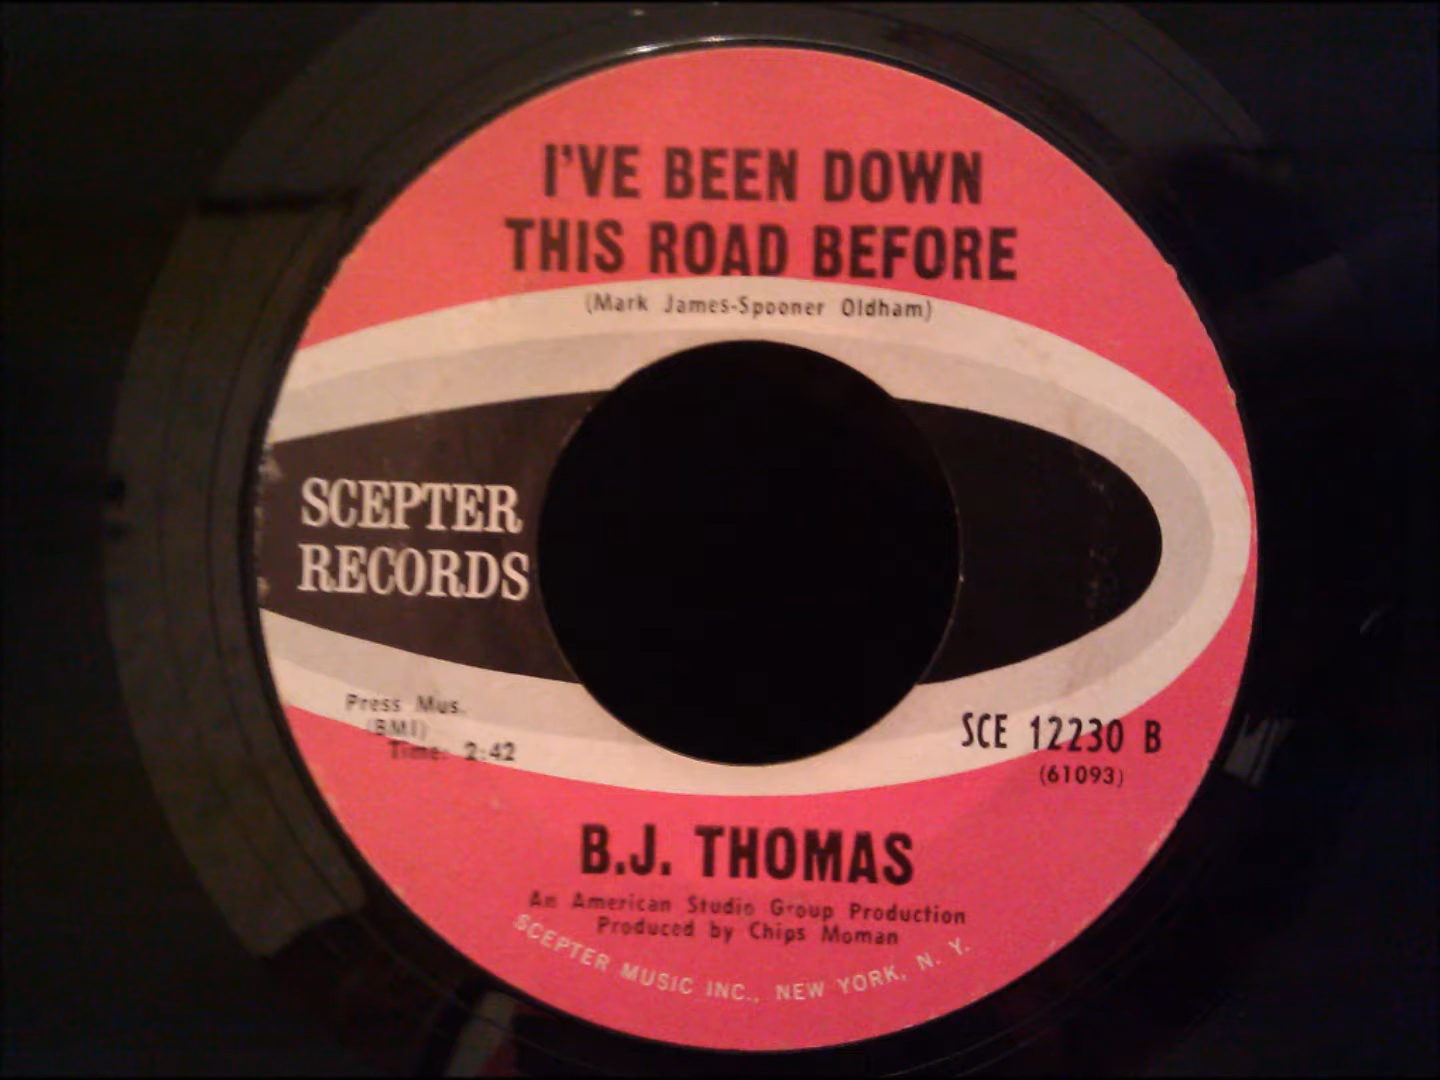 I'VE BEEN DOWN
THIS ROAD BEFORE
(Mark James-Spooner Oldham)
SCEPTER
RECORDS
Press Mus.
(BMI)
Time: 2:42
SCE 12230 B
(61093)
B.J. THOMAS
An American Studio Group Production
Produced by Chips Moman
SCEPTER MUSIC INC., NEW YORK, N. Y.